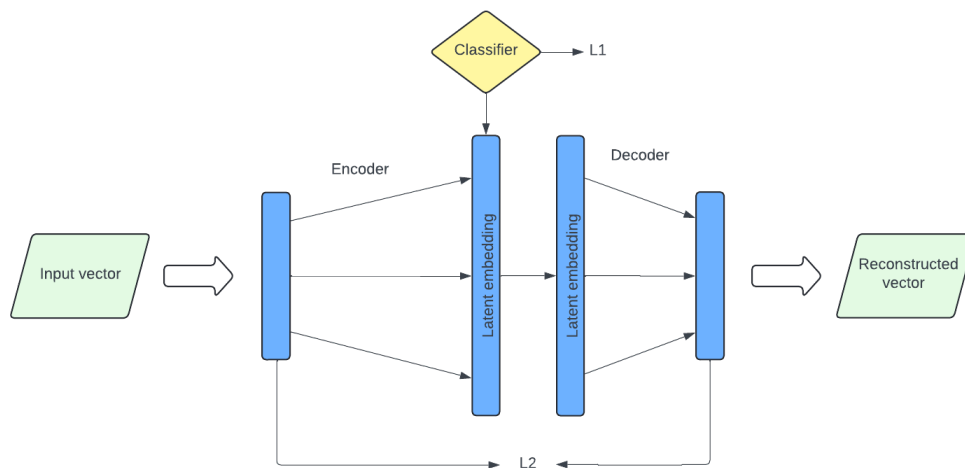 Classifier
L1
Encoder
Decoder
Input vector
Latent embedding
Latent embedding
Reconstructed
vector
L2